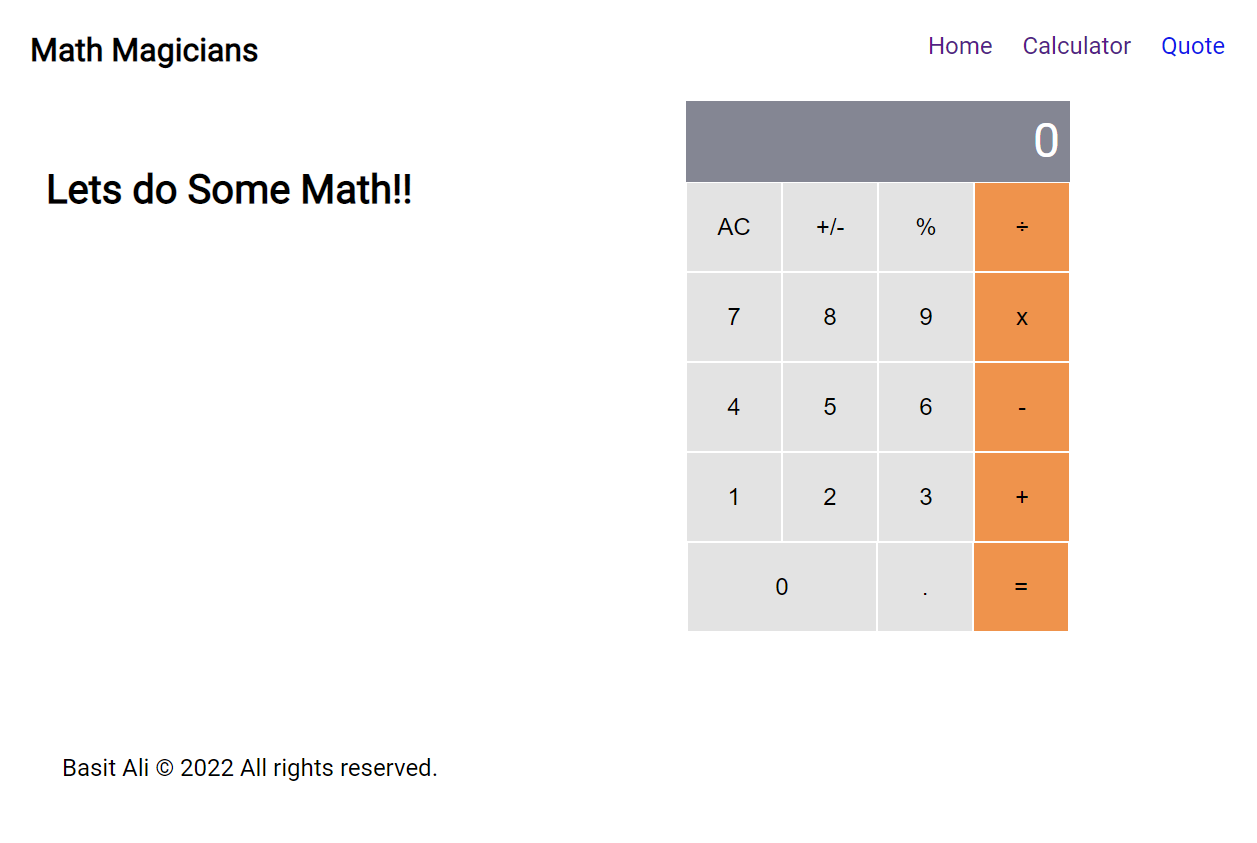 Math Magicians
Home Calculator Quote
Lets do Some Math!!
0
AC +/- % ÷
7 8 9 x
4 5 6 -
1 2 3 +
0 . =
Basit Ali © 2022 All rights reserved.